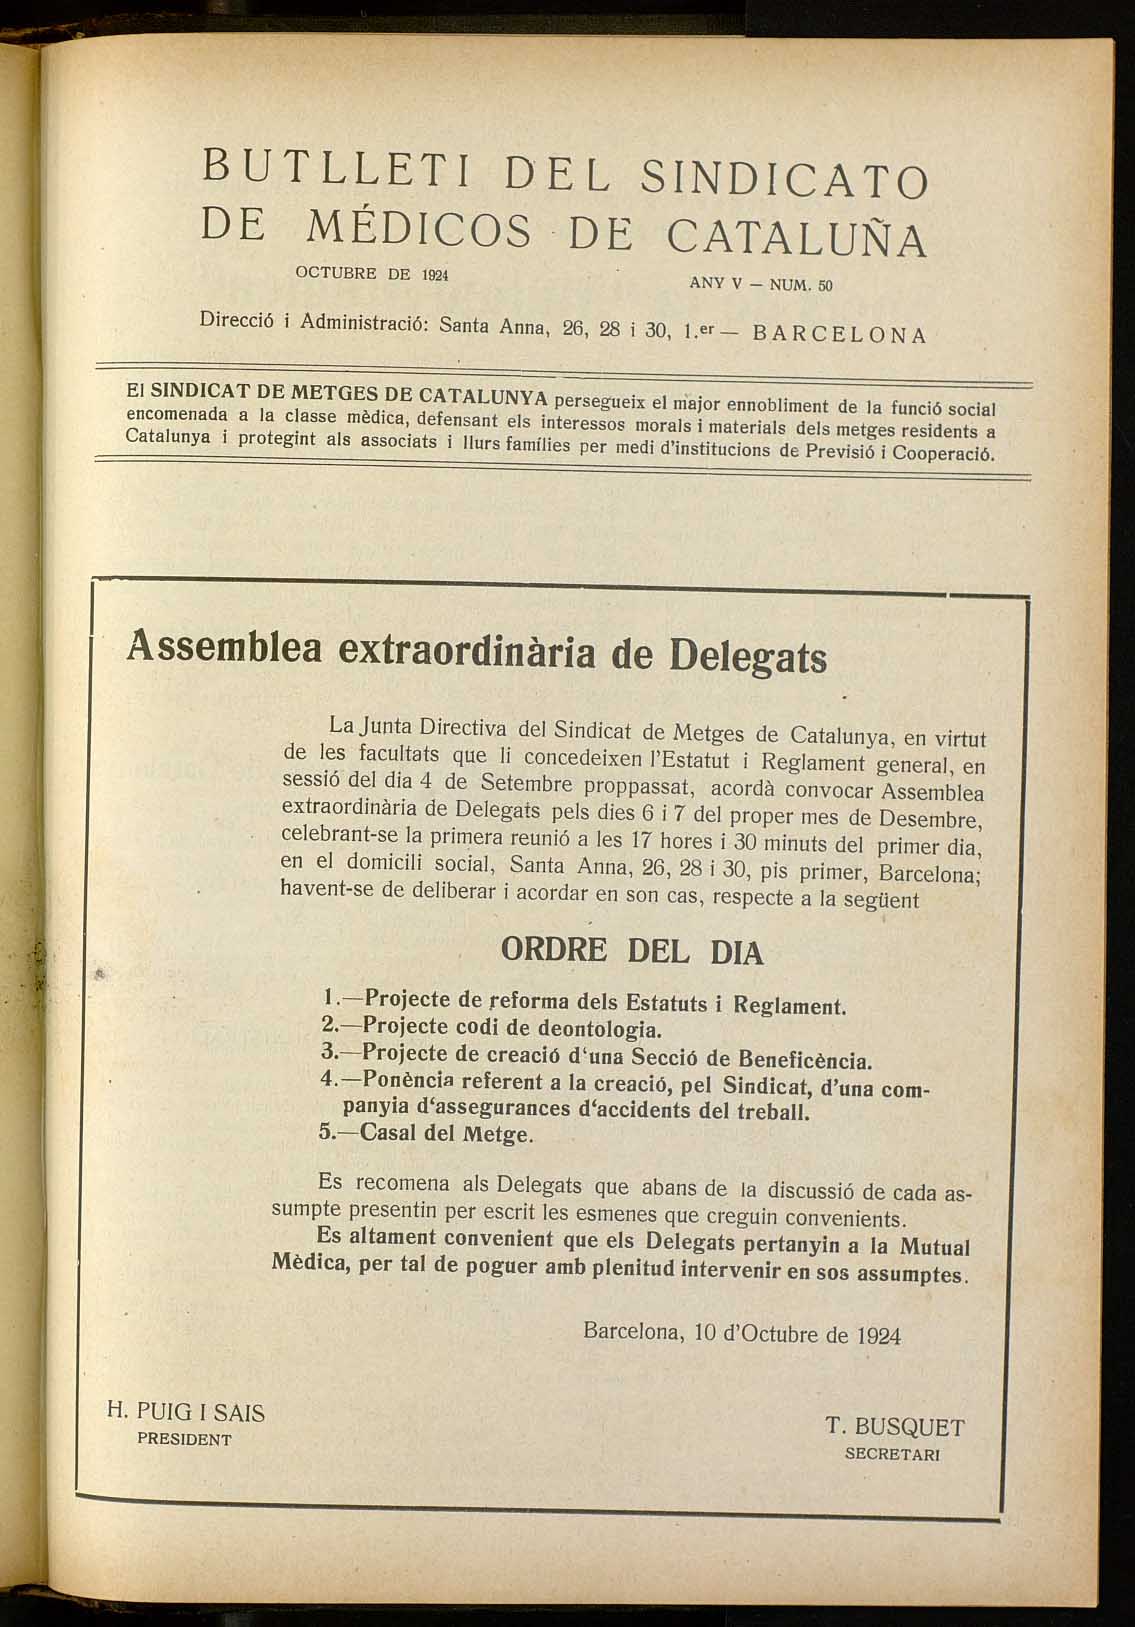 BUTLLETI DEL SINDICATO
DE MÉDICOS DE CATALUÑA
OCTUBRE DE 1924 ANY V — NUM. 50
Direcció i Administració: Santa Anna, 26, 28 i 30, 1.er — BARCELONA
El SINDICAT DE METGES DE CATALUNYA persegueix el major ennobliment de la funció social
encomenada a la classe mèdica, defensant els interessos morals i materials dels metges residents a
Catalunya i protegint als associats i llurs famílies per medi d'institucions de Previsió i Cooperació.
Assemblea extraordinària de Delegats
La Junta Directiva del Sindicat de Metges de Catalunya, en virtut
de les facultats que li concedeixen l'Estatut i Reglament general, en
sessió del dia 4 de Setembre proppassat, acordà convocar Assemblea
extraordinària de Delegats pels dies 6 i 7 del proper mes de Desembre,
celebrant-se la primera reunió a les 17 hores i 30 minuts del primer dia,
en el domicili social, Santa Anna, 26, 28 i 30, pis primer, Barcelona;
havent-se de deliberar i acordar en son cas, respecte a la següent
ORDRE DEL DIA
1.—Projecte de reforma dels Estatuts i Reglament.
2.—Projecte codi de deontologia.
3.—Projecte de creació d‘una Secció de Beneficència.
4.—Ponència referent a la creació, pel Sindicat, d’una com-
panyia d‘assegurances d‘accidents del treball.
5.—Casal del Metge.
Es recomena als Delegats que abans de la discussió de cada as-
sumpte presentin per escrit les esmenes que creguin convenients.
Es altament convenient que els Delegats pertanyin a la Mutual
Mèdica, per tal de poguer amb plenitud intervenir en sos assumptes.
Barcelona, 10 d'Octubre de 1924
H. PUIG I SAIS
PRESIDENT
T. BUSQUET
SECRETARI